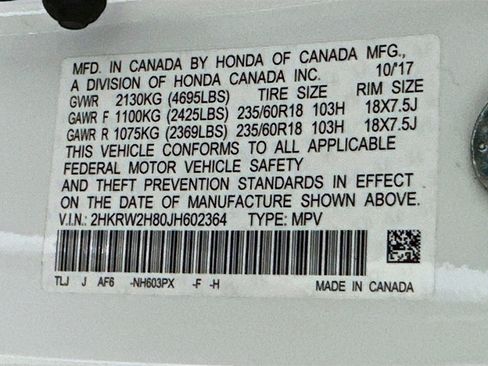 MFD. IN CANADA BY HONDA OF CANADA MFG.,
A DIVISION OF HONDA CANADA INC. 10/'17
GVWR 2130KG (4695LBS) TIRE SIZE RIM SIZE
GAWR F 1100KG (2425LBS) 235/60R18 103H 18X7.5J
GAWR R 1075KG (2369LBS) 235/60R18 103H 18X7.5J
THIS VEHICLE CONFORMS TO ALL APPLICABLE
FEDERAL MOTOR VEHICLE SAFETY
AND THEFT PREVENTION STANDARDS IN EFFECT
ON THE DATE OF MANUFACTURE SHOWN ABOVE.
V.I.N.: 2HKRW2H80JH602364 TYPE: MPV
TLJ J AF6 -NH603PX -F -H MADE IN CANADA